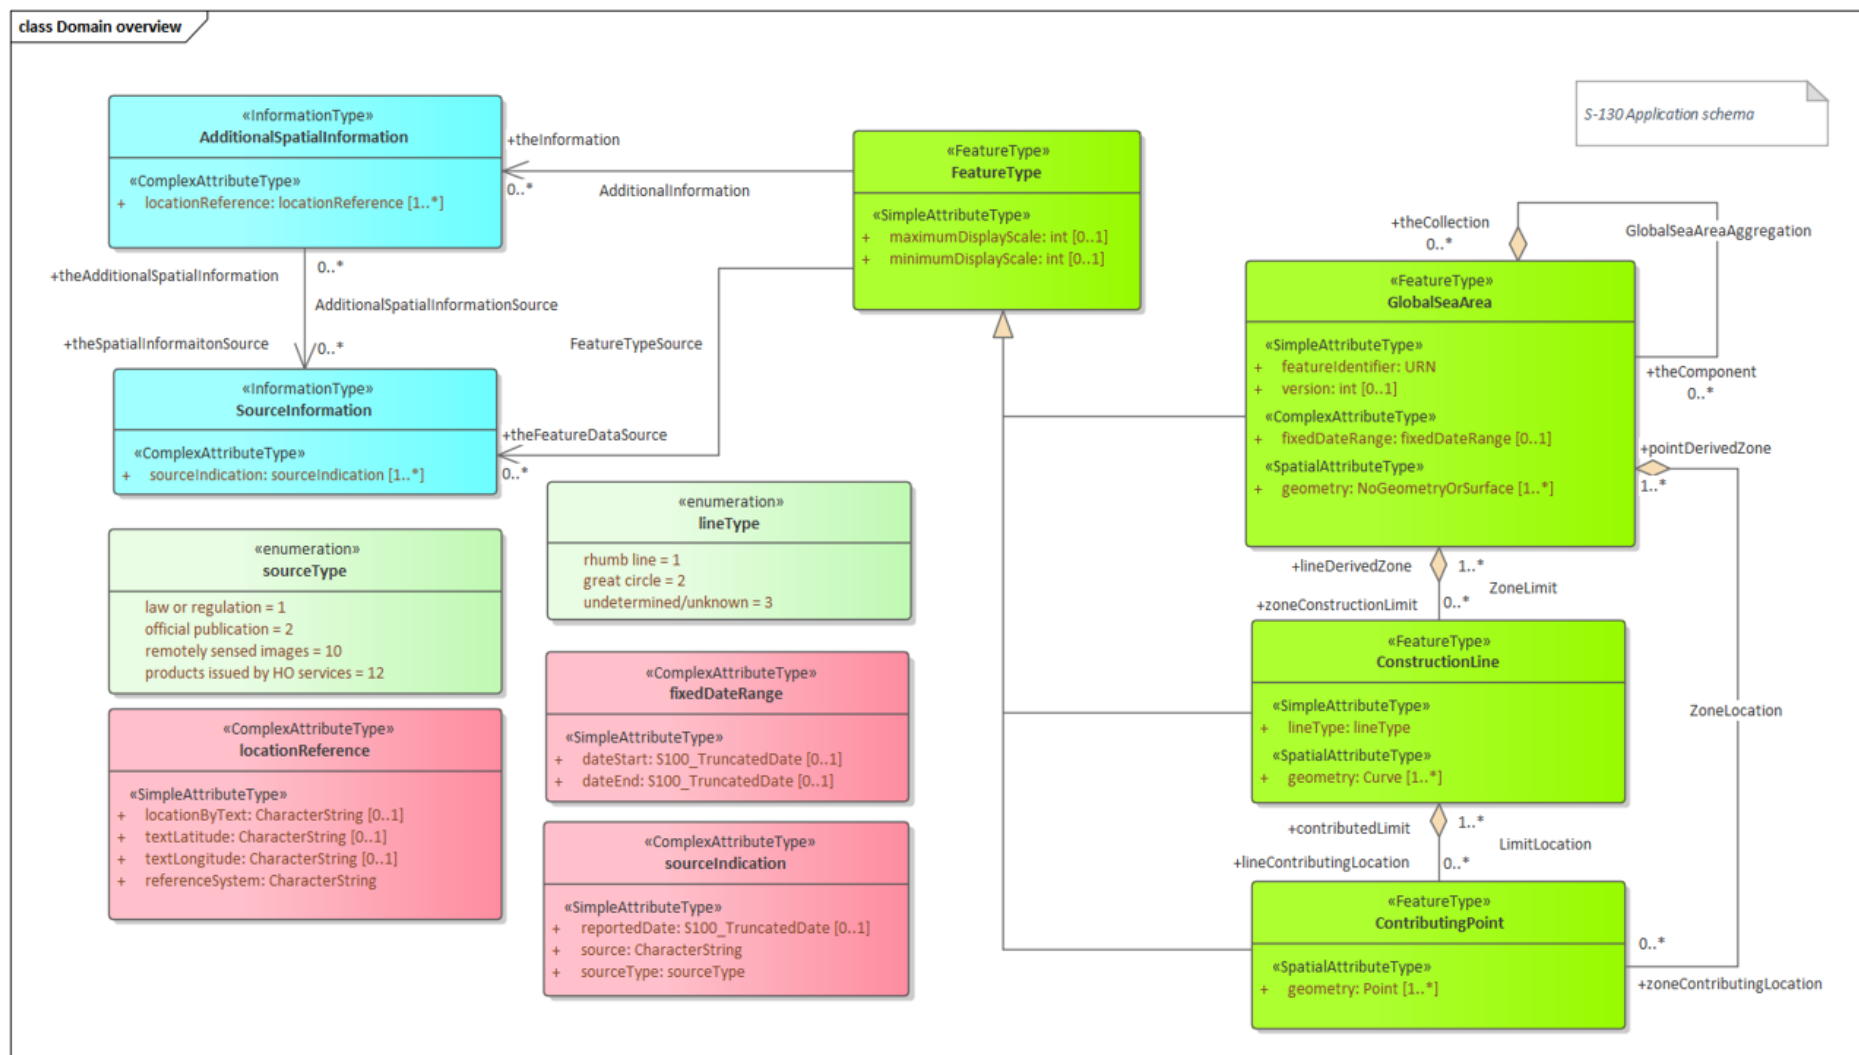 class Domain overview
S-130 Application schema
«InformationType»
AdditionalSpatialInformation
«ComplexAttributeType»
+ locationReference: locationReference [1..*]
+theInformation
0..*
AdditionalInformation
«FeatureType»
FeatureType
«SimpleAttributeType»
+ maximumDisplayScale: int [0..1]
+ minimumDisplayScale: int [0..1]
+theCollection
0..*
GlobalSeaAreaAggregation
+theAdditionalSpatialInformation
0..*
AdditionalSpatialInformationSource
+theSpatialInformaitonSource
0..*
FeatureTypeSource
«FeatureType»
GlobalSeaArea
«SimpleAttributeType»
+ featureIdentifier: URN
+ version: int [0..1]
«ComplexAttributeType»
+ fixedDateRange: fixedDateRange [0..1]
«SpatialAttributeType»
+ geometry: NoGeometryOrSurface [1..*]
+theComponent
0..*
+pointDerivedZone
1..*
«InformationType»
SourceInformation
«ComplexAttributeType»
+ sourceIndication: sourceIndication [1..*]
+theFeatureDataSource
0..*
«enumeration»
lineType
rhumb line = 1
great circle = 2
undetermined/unknown = 3
«enumeration»
sourceType
law or regulation = 1
official publication = 2
remotely sensed images = 10
products issued by HO services = 12
+lineDerivedZone
1..*
ZoneLimit
+zoneConstructionLimit
0..*
«FeatureType»
ConstructionLine
«SimpleAttributeType»
+ lineType: lineType
«SpatialAttributeType»
+ geometry: Curve [1..*]
ZoneLocation
«ComplexAttributeType»
fixedDateRange
«SimpleAttributeType»
+ dateStart: S100_TruncatedDate [0..1]
+ dateEnd: S100_TruncatedDate [0..1]
«ComplexAttributeType»
locationReference
«SimpleAttributeType»
+ locationByText: CharacterString [0..1]
+ textLatitude: CharacterString [0..1]
+ textLongitude: CharacterString [0..1]
+ referenceSystem: CharacterString
«ComplexAttributeType»
sourceIndication
«SimpleAttributeType»
+ reportedDate: S100_TruncatedDate [0..1]
+ source: CharacterString
+ sourceType: sourceType
+contributedLimit
1..*
LimitLocation
+lineContributingLocation
0..*
«FeatureType»
ContributingPoint
«SpatialAttributeType»
+ geometry: Point [1..*]
0..*
+zoneContributingLocation